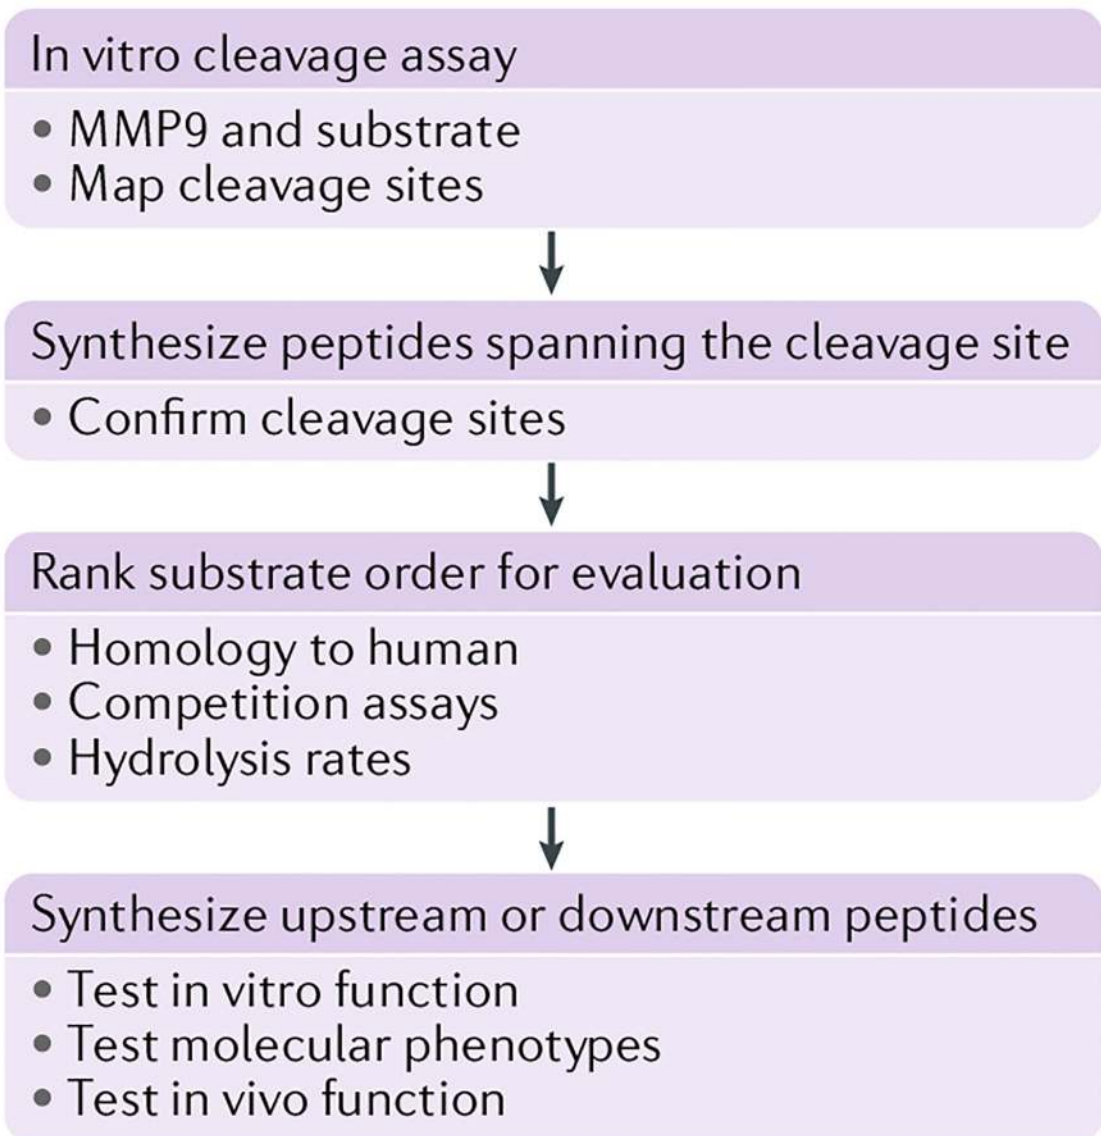 In vitro cleavage assay
• MMP9 and substrate
• Map cleavage sites
Synthesize peptides spanning the cleavage site
• Confirm cleavage sites
Rank substrate order for evaluation
• Homology to human
• Competition assays
• Hydrolysis rates
Synthesize upstream or downstream peptides
• Test in vitro function
• Test molecular phenotypes
• Test in vivo function